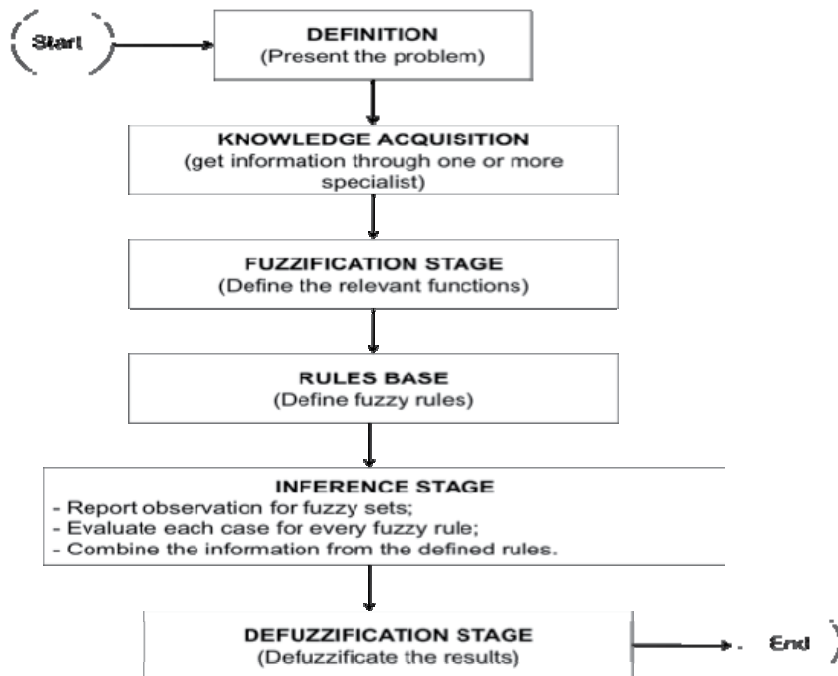 Start
DEFINITION
(Present the problem)
KNOWLEDGE ACQUISITION
(get information through one or more
specialist)
FUZZIFICATION STAGE
(Define the relevant functions)
RULES BASE
(Define fuzzy rules)
INFERENCE STAGE
- Report observation for fuzzy sets;
- Evaluate each case for every fuzzy rule;
- Combine the information from the defined rules.
DEFUZZIFICATION STAGE
(Defuzzificate the results)
End